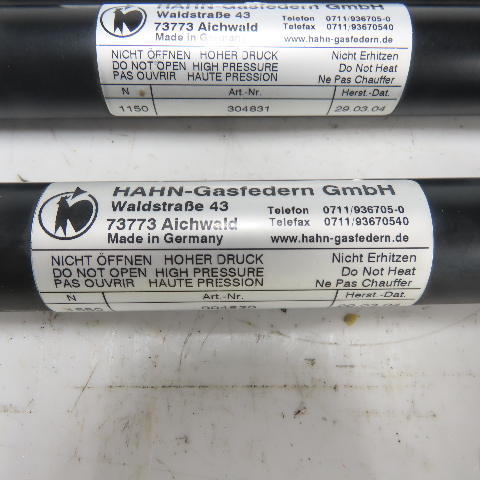 HAHN-Gasfedern GmbH
Waldstraße 43 Telefon 0711/936705-0
73773 Aichwald Telefax 0711/93670540
Made in Germany www.hahn-gasfedern.de
NICHT ÖFFNEN HOHER DRUCK Nicht Erhitzen
DO NOT OPEN HIGH PRESSURE Do Not Heat
PAS OUVRIR HAUTE PRESSION Ne Pas Chauffer
N Art.-Nr. Herst.-Dat.
1150 304831 29.03.04
HAHN-Gasfedern GmbH
Waldstraße 43 Telefon 0711/936705-0
73773 Aichwald Telefax 0711/93670540
Made in Germany www.hahn-gasfedern.de
NICHT ÖFFNEN HOHER DRUCK Nicht Erhitzen
DO NOT OPEN HIGH PRESSURE Do Not Heat
PAS OUVRIR HAUTE PRESSION Ne Pas Chauffer
N Art.-Nr. Herst.-Dat.